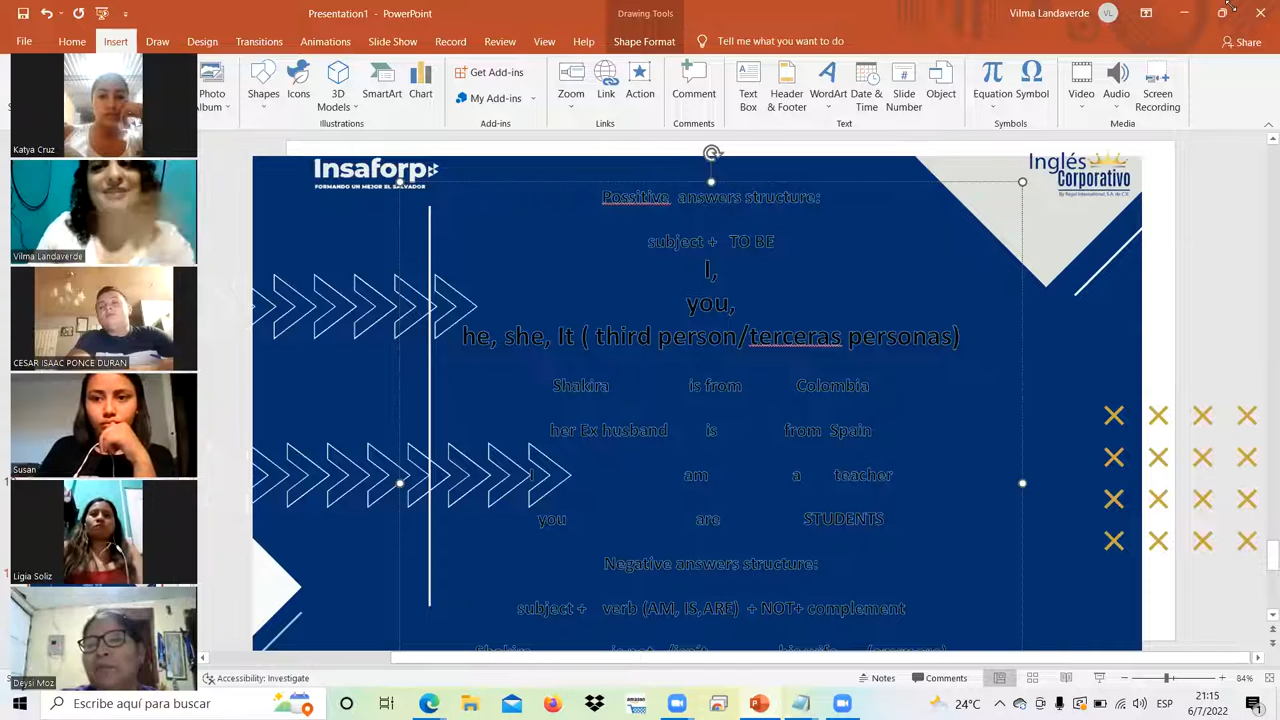 Presentation1 - PowerPoint
Drawing Tools
Vilma Landaverde
VL
File
Insert
Draw
Design
Transitions
Animations
Slide Show
Record
Review
View
Help
Shape Format
Tell me what you want to do
Share
Photo
Shapes
Icons
3D
Models
SmartArt
Chart
Get Add-ins
My Add-ins
Zoom
Link
Action
Comment
Text
Box
Header
& Footer
WordArt
Date &
Time
Slide
Number
Object
Equation
Symbol
Video
Audio
Screen
Recording
Illustrations
Add-ins
Links
Comments
Text
Symbols
Media
Katya Cruz
Vilma Landaverde
CESAR ISAAC PONCE DURAN
Susan
Ligia Soliz
Deysi Moz
Insaforp
FORMANDO UN MEJOR EL SALVADOR
Inglés
Corporativo
Possitive answers structure:
subject + TO BE
I,
you,
he, she, It ( third person/terceras personas)
Shakira is from Colombia
her Ex husband is from Spain
I am a teacher
you are STUDENTS
Negative answers structure:
subject + verb (AM, IS,ARE) + NOT+ complement
Accessibility: Investigate
Notes
Comments
84%
Escribe aquí para buscar
amazon
24°C
ESP
21:15
6/7/2022